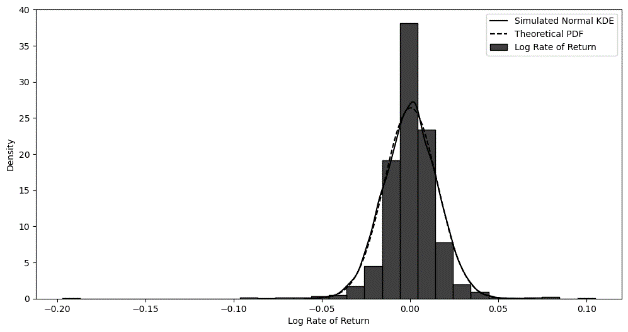 40
35
30
25
20
15
10
5
0
Density
Simulated Normal KDE
Theoretical PDF
Log Rate of Return
−0.20 −0.15 −0.10 −0.05 0.00 0.05 0.10
Log Rate of Return